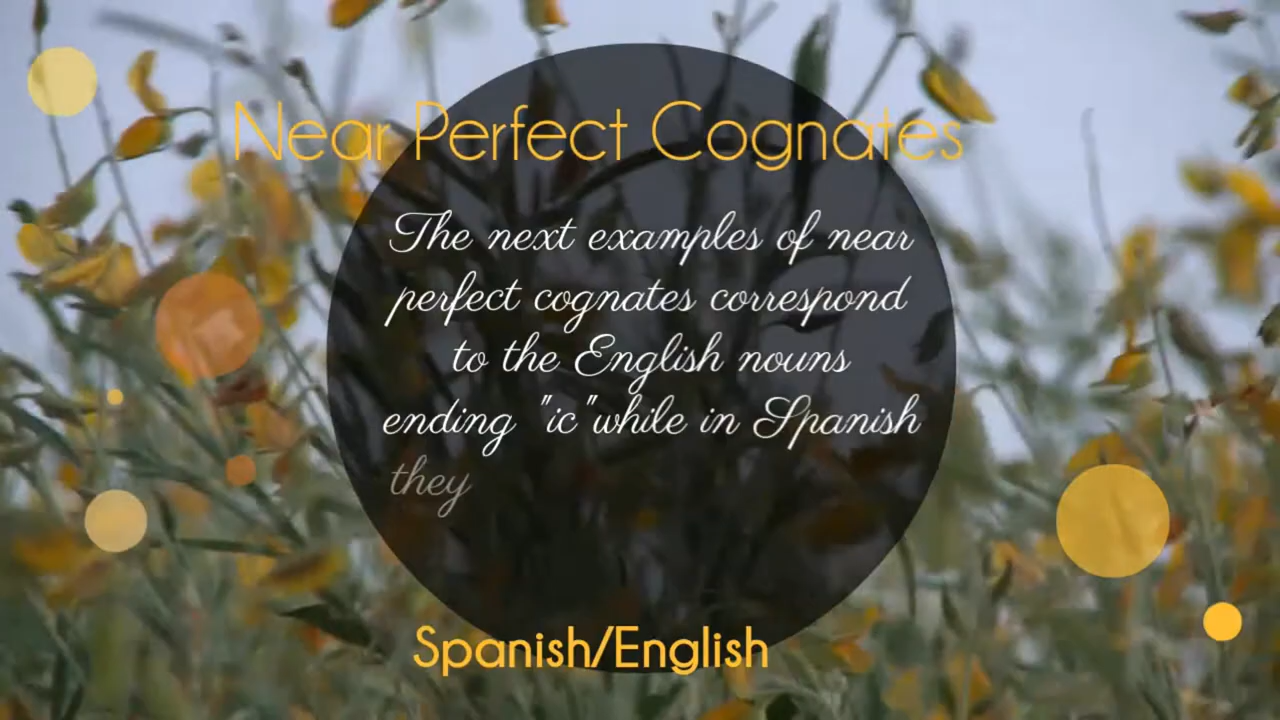 Near Perfect Cognates
The next examples of near
perfect cognates correspond
to the English nouns
ending "ic"while in Spanish
they
Spanish/English